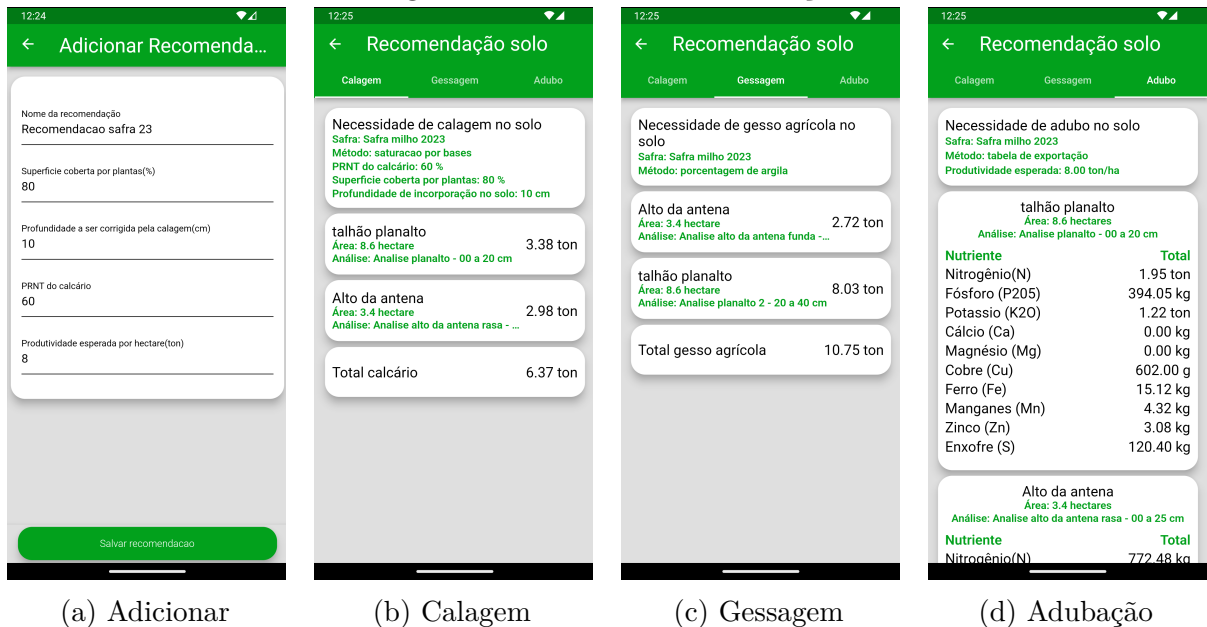 12:24
Adicionar Recomenda...
Nome da recomendação
Recomendacao safra 23
Superficie coberta por plantas(%)
80
Profundidade a ser corrigida pela calagem(cm)
10
PRNT do calcário
60
Produtividade esperada por hectare(ton)
8
Salvar recomendacao
(a) Adicionar
12:25
Recomendação solo
Calagem Gessagem Adubo
Necessidade de calagem no solo
Safra: Safra milho 2023
Método: saturacao por bases
PRNT do calcário: 60 %
Superficie coberta por plantas: 80 %
Profundidade de incorporação no solo: 10 cm
talhão planalto
Área: 8.6 hectare
Análise: Analise planalto - 00 a 20 cm
3.38 ton
Alto da antena
Área: 3.4 hectare
Análise: Analise alto da antena rasa - ...
2.98 ton
Total calcário 6.37 ton
(b) Calagem
12:25
Recomendação solo
Calagem Gessagem Adubo
Necessidade de gesso agrícola no
solo
Safra: Safra milho 2023
Método: porcentagem de argila
Alto da antena
Área: 3.4 hectare
Análise: Analise alto da antena funda -...
2.72 ton
talhão planalto
Área: 8.6 hectare
Análise: Analise planalto 2 - 20 a 40 cm
8.03 ton
Total gesso agrícola 10.75 ton
(c) Gessagem
12:25
Recomendação solo
Calagem Gessagem Adubo
Necessidade de adubo no solo
Safra: Safra milho 2023
Método: tabela de exportação
Produtividade esperada: 8.00 ton/ha
talhão planalto
Área: 8.6 hectares
Análise: Analise planalto - 00 a 20 cm
Nutriente Total
Nitrogênio(N) 1.95 ton
Fósforo (P205) 394.05 kg
Potassio (K2O) 1.22 ton
Cálcio (Ca) 0.00 kg
Magnésio (Mg) 0.00 kg
Cobre (Cu) 602.00 g
Ferro (Fe) 15.12 kg
Manganes (Mn) 4.32 kg
Zinco (Zn) 3.08 kg
Enxofre (S) 120.40 kg
Alto da antena
Área: 3.4 hectares
Análise: Analise alto da antena rasa - 00 a 25 cm
Nutriente Total
Nitrogênio(N) 772.48 kg
(d) Adubação